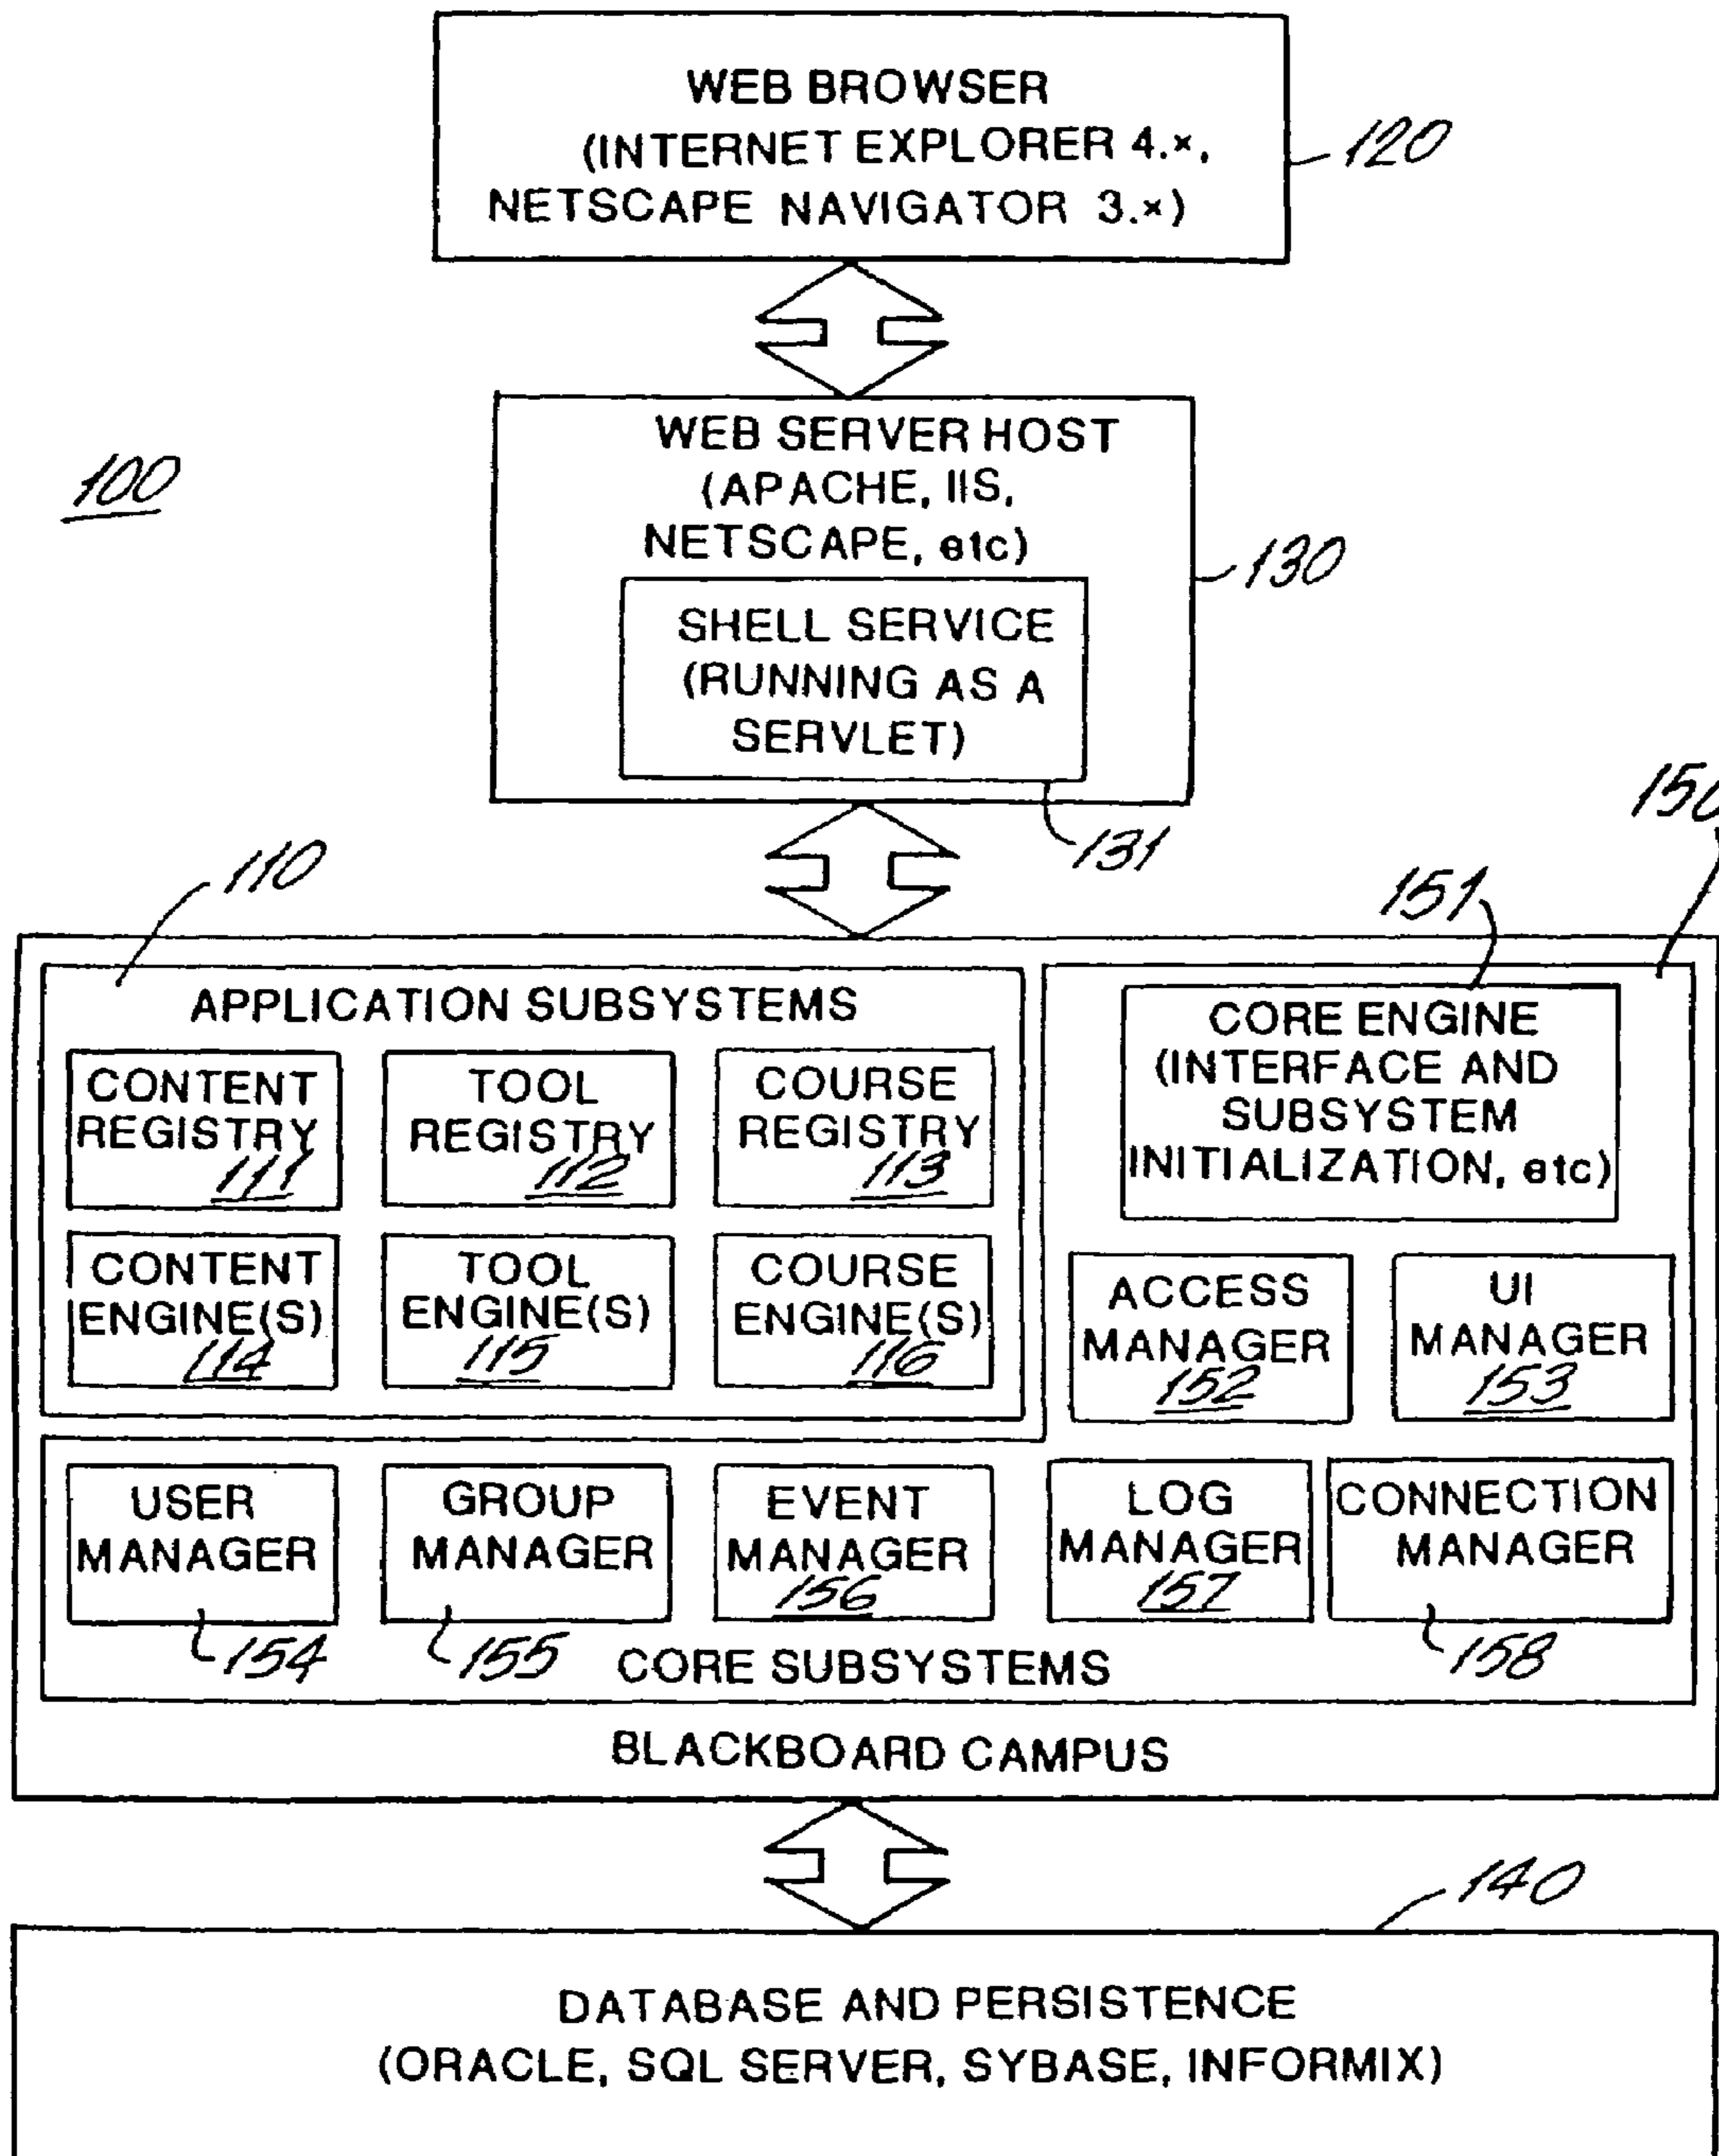 WEB BROWSER
(INTERNET EXPLORER 4.x,
NETSCAPE NAVIGATOR 3.x)
120
100
WEB SERVER HOST
(APACHE, IIS,
NETSCAPE, etc)
130
SHELL SERVICE
(RUNNING AS A
SERVLET)
131
110
150
151
APPLICATION SUBSYSTEMS
CONTENT
REGISTRY
111
TOOL
REGISTRY
112
COURSE
REGISTRY
113
CONTENT
ENGINE(S)
114
TOOL
ENGINE(S)
115
COURSE
ENGINE(S)
116
CORE ENGINE
(INTERFACE AND
SUBSYSTEM
INITIALIZATION, etc)
ACCESS
MANAGER
152
UI
MANAGER
153
USER
MANAGER
154
GROUP
MANAGER
155
EVENT
MANAGER
156
LOG
MANAGER
157
CONNECTION
MANAGER
158
CORE SUBSYSTEMS
BLACKBOARD CAMPUS
140
DATABASE AND PERSISTENCE
(ORACLE, SQL SERVER, SYBASE, INFORMIX)